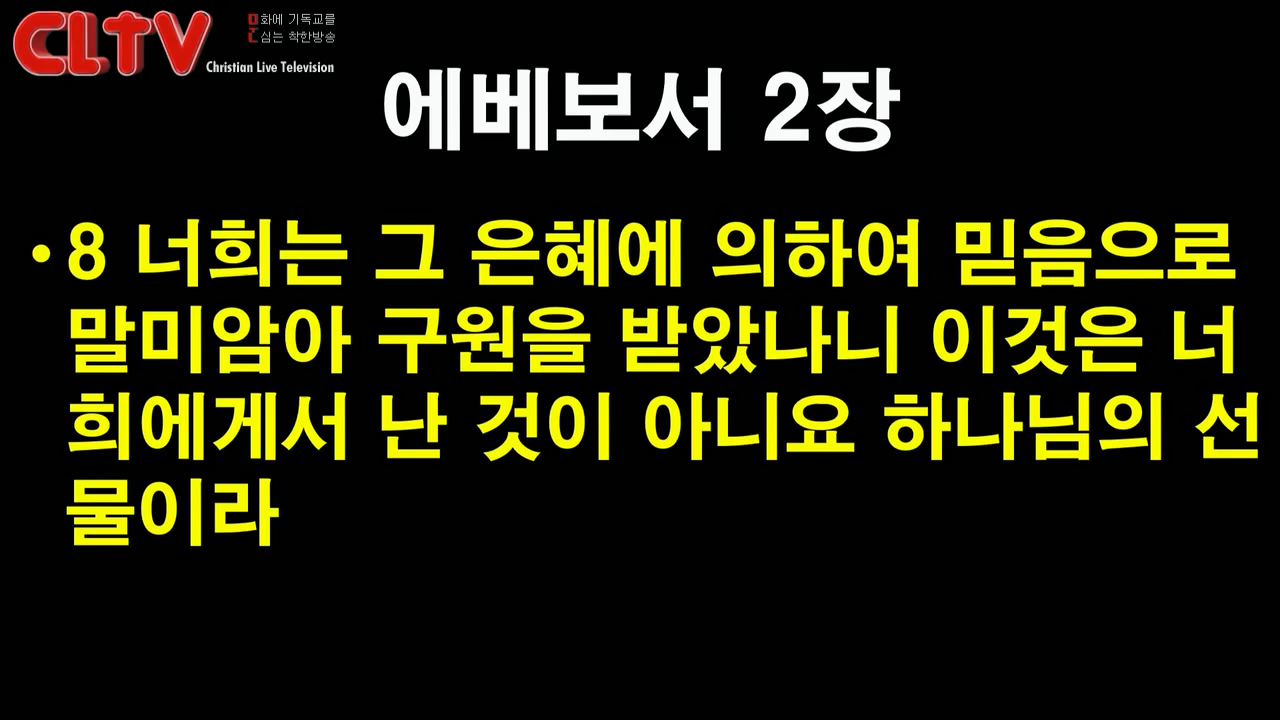 CLTV
문화에 기독교를
심는 착한방송
Christian Live Television
에베보서 2장
• 8 너희는 그 은혜에 의하여 믿음으로
말미암아 구원을 받았나니 이것은 너
희에게서 난 것이 아니요 하나님의 선
물이라